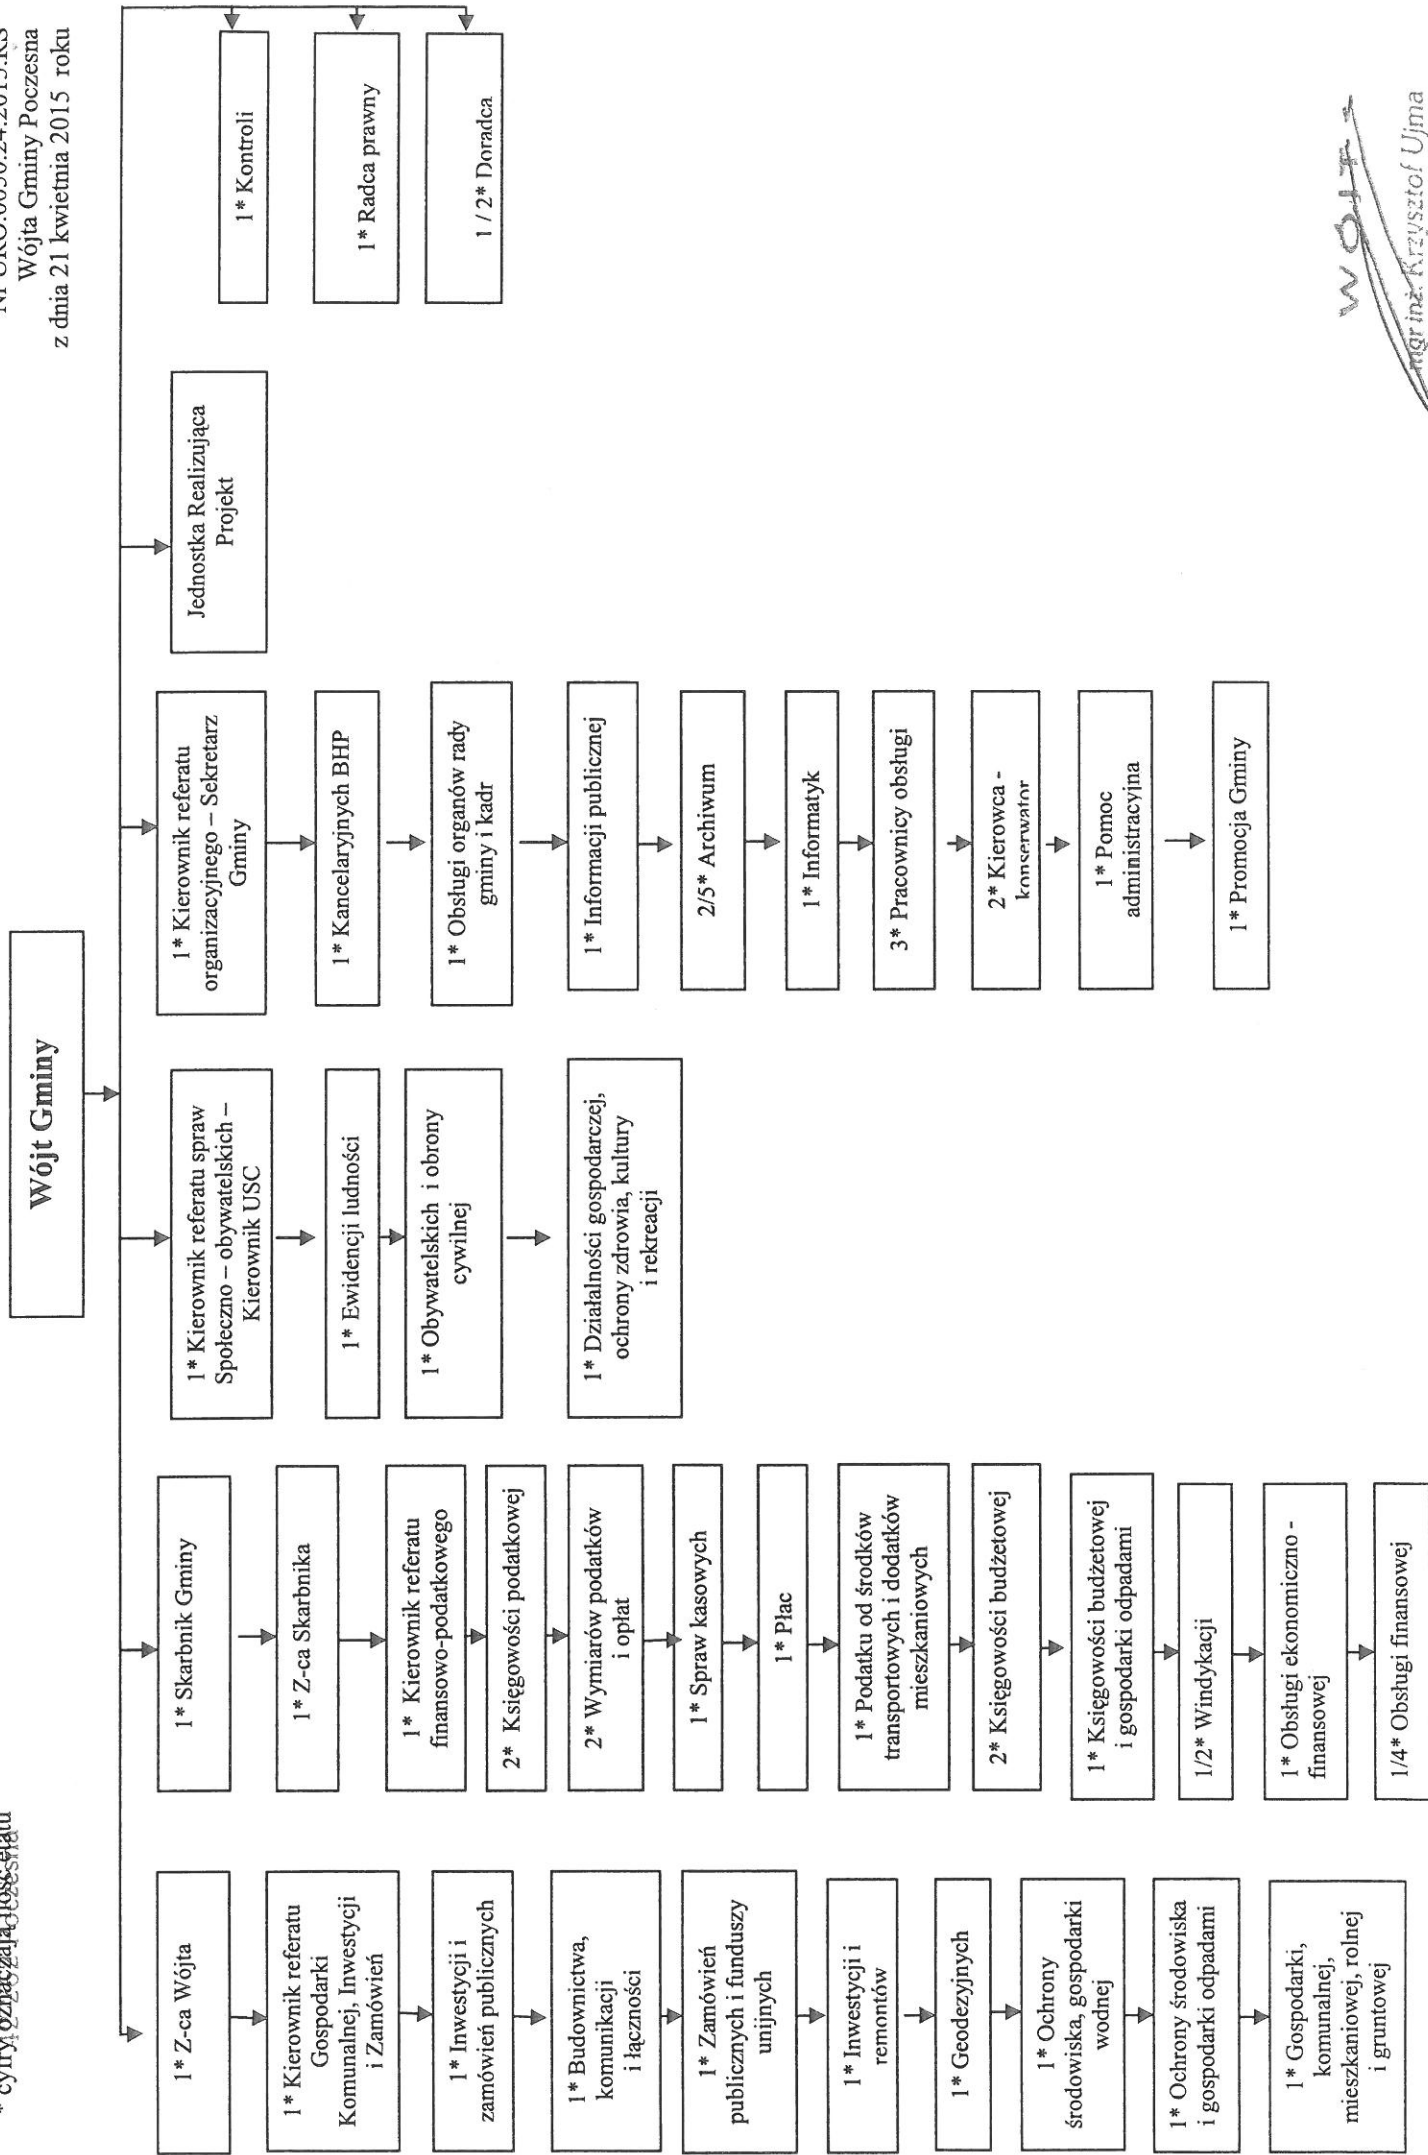 Wójta Gminy Poczesna
z dnia 21 kwietnia 2015 roku
Wójt Gminy
1* Z-ca Wójta
1* Kierownik referatu
Gospodarki
Komunalnej, Inwestycji
i Zamówień
1* Inwestycji i
zamówień publicznych
1* Budownictwa,
komunikacji
i łączności
1* Zamówień
publicznych i funduszy
unijnych
1* Inwestycji i
remontów
1* Geodezyjnych
1* Ochrony
środowiska, gospodarki
wodnej
1* Ochrony środowiska
i gospodarki odpadami
1* Gospodarki,
komunalnej,
mieszkaniowej, rolnej
i gruntowej
1* Skarbnik Gminy
1* Z-ca Skarbnika
1* Kierownik referatu
finansowo-podatkowego
2* Księgowości podatkowej
2* Wymiarów podatków
i opłat
1* Spraw kasowych
1* Płac
1* Podatku od środków
transportowych i dodatków
mieszkaniowych
2* Księgowości budżetowej
1* Księgowości budżetowej
i gospodarki odpadami
1/2* Windykacji
1* Obsługi ekonomiczno -
finansowej
1/4* Obsługi finansowej
1* Kierownik referatu spraw
Społeczno – obywatelskich –
Kierownik USC
1* Ewidencji ludności
1* Obywatelskich i obrony
cywilnej
1* Działalności gospodarczej,
ochrony zdrowia, kultury
i rekreacji
1* Kierownik referatu
organizacyjnego – Sekretarz
Gminy
1* Kancelaryjnych BHP
1* Obsługi organów rady
gminy i kadr
1* Informacji publicznej
2/5* Archiwum
1* Informatyk
3* Pracownicy obsługi
2* Kierowca -
konserwator
1* Pomoc
administracyjna
1* Promocja Gminy
Jednostka Realizująca
Projekt
1* Kontroli
1* Radca prawny
1 / 2* Doradca
WÓJT
mgr inż. Krzysztof Ujma